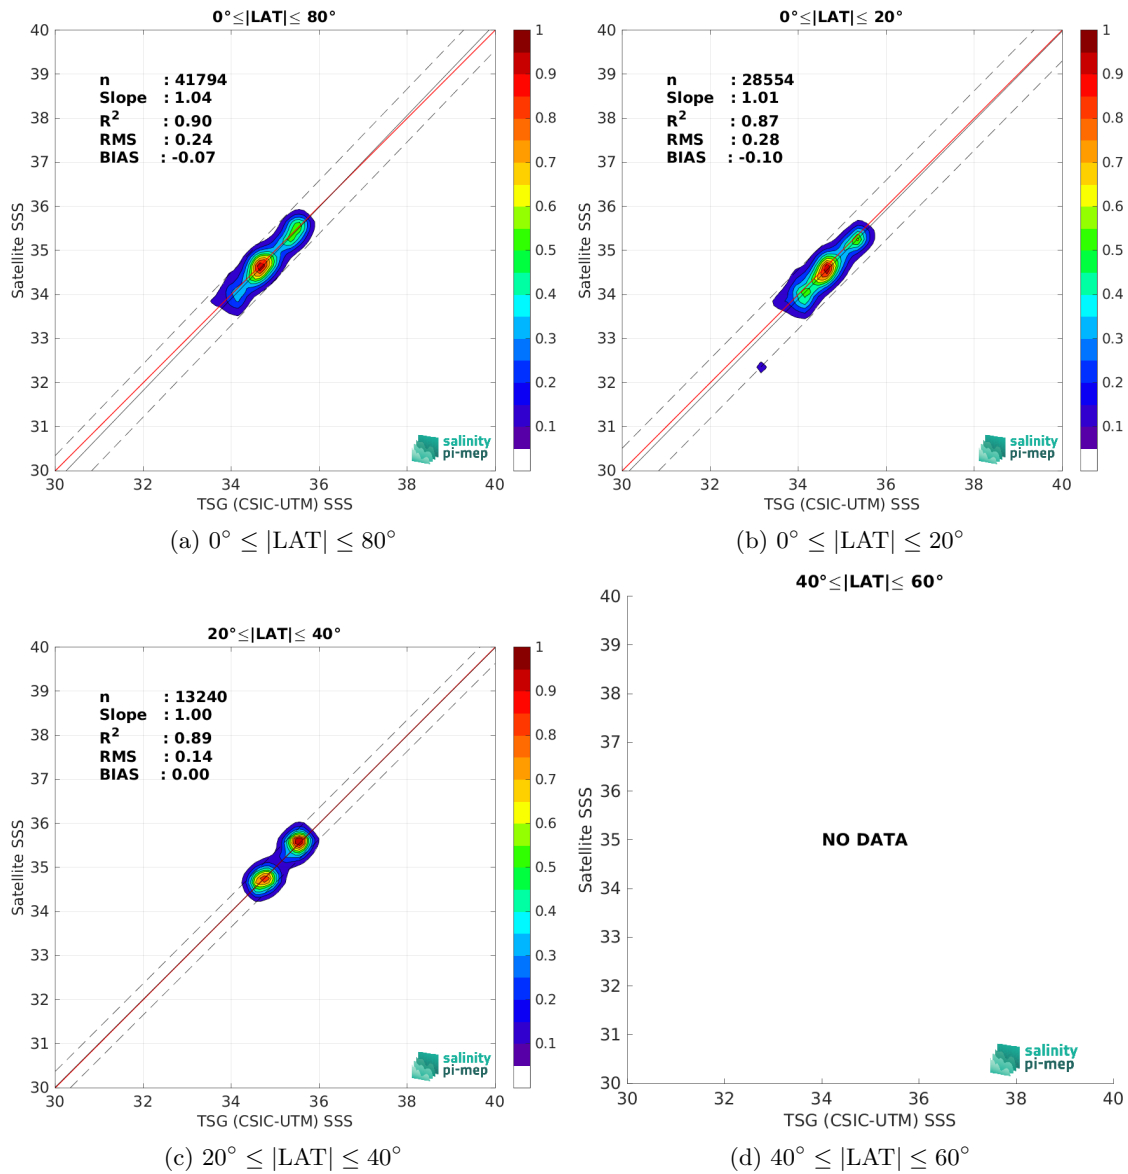 0°≤|LAT|≤ 80°
40
39
38
37
36
35
34
33
32
31
30
Satellite SSS
n : 41794
Slope : 1.04
R² : 0.90
RMS : 0.24
BIAS : -0.07
1
0.9
0.8
0.7
0.6
0.5
0.4
0.3
0.2
0.1
salinity
pi-mep
30 32 34 36 38 40
TSG (CSIC-UTM) SSS
(a) 0° ≤ |LAT| ≤ 80°
0°≤|LAT|≤ 20°
40
39
38
37
36
35
34
33
32
31
30
Satellite SSS
n : 28554
Slope : 1.01
R² : 0.87
RMS : 0.28
BIAS : -0.10
1
0.9
0.8
0.7
0.6
0.5
0.4
0.3
0.2
0.1
salinity
pi-mep
30 32 34 36 38 40
TSG (CSIC-UTM) SSS
(b) 0° ≤ |LAT| ≤ 20°
20°≤|LAT|≤ 40°
40
39
38
37
36
35
34
33
32
31
30
Satellite SSS
n : 13240
Slope : 1.00
R² : 0.89
RMS : 0.14
BIAS : 0.00
1
0.9
0.8
0.7
0.6
0.5
0.4
0.3
0.2
0.1
salinity
pi-mep
30 32 34 36 38 40
TSG (CSIC-UTM) SSS
(c) 20° ≤ |LAT| ≤ 40°
40°≤|LAT|≤ 60°
40
39
38
37
36
35
34
33
32
31
30
Satellite SSS
NO DATA
salinity
pi-mep
30 32 34 36 38 40
TSG (CSIC-UTM) SSS
(d) 40° ≤ |LAT| ≤ 60°